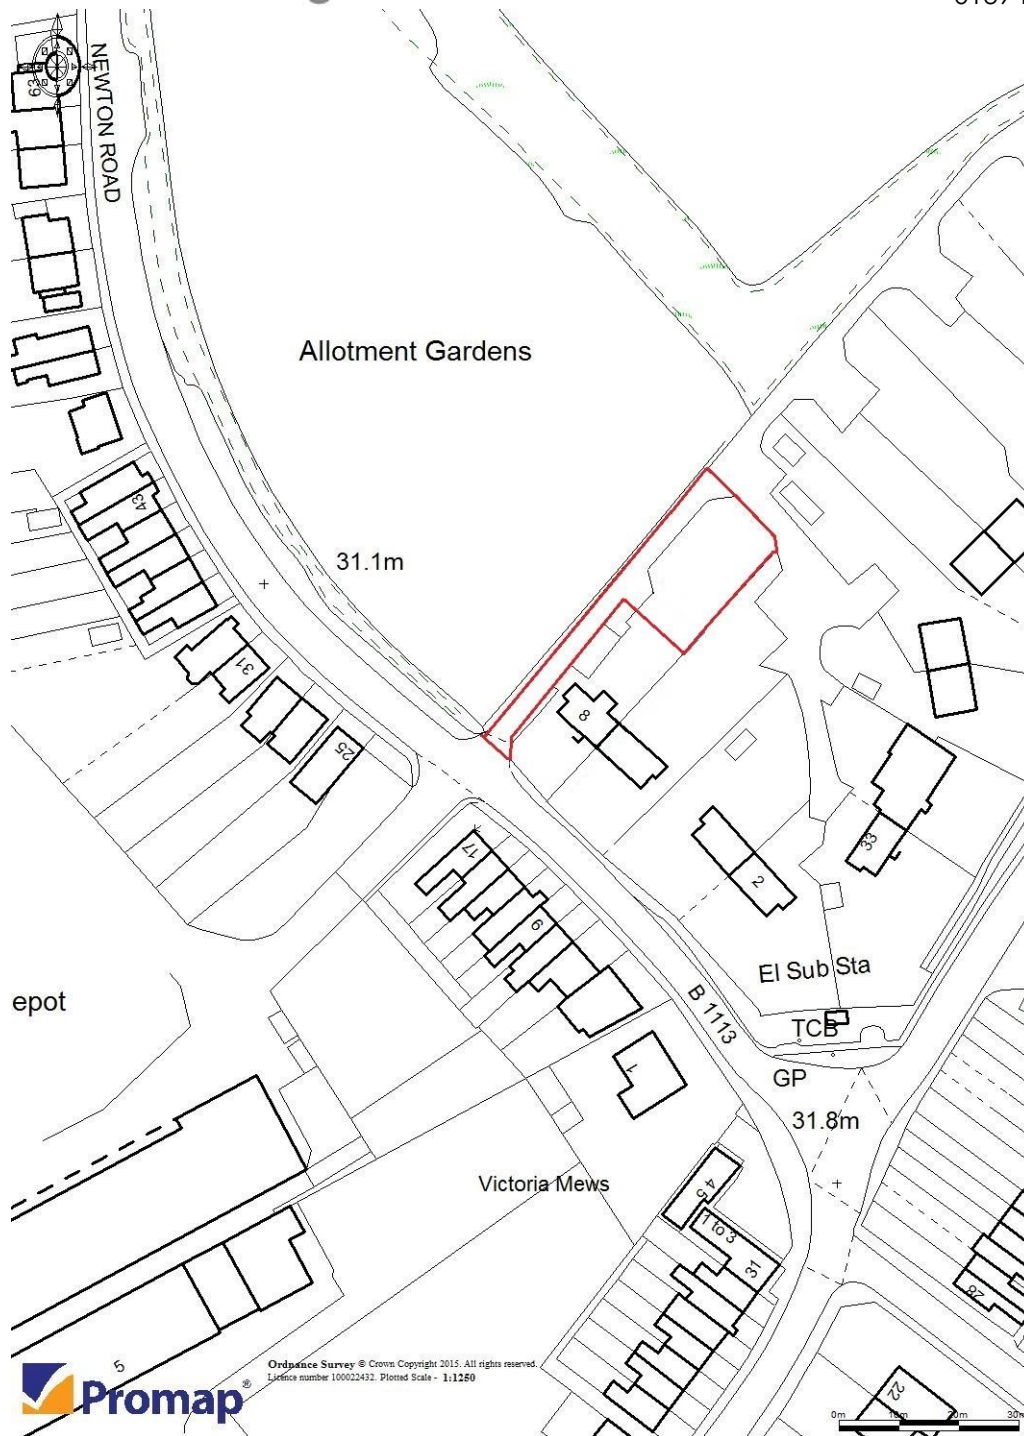 NEWTON ROAD
63
Allotment Gardens
43
31.1m
31
8
25
17
2
33
9
El Sub Sta
epot
B 1113
TCB
GP
1
31.8m
Victoria Mews
4 5
1 to 3
31
28
5
22
Ordnance Survey © Crown Copyright 2015. All rights reserved.
Licence number 100022432. Plotted Scale - 1:1250
Promap®
0m 10m 20m 30m